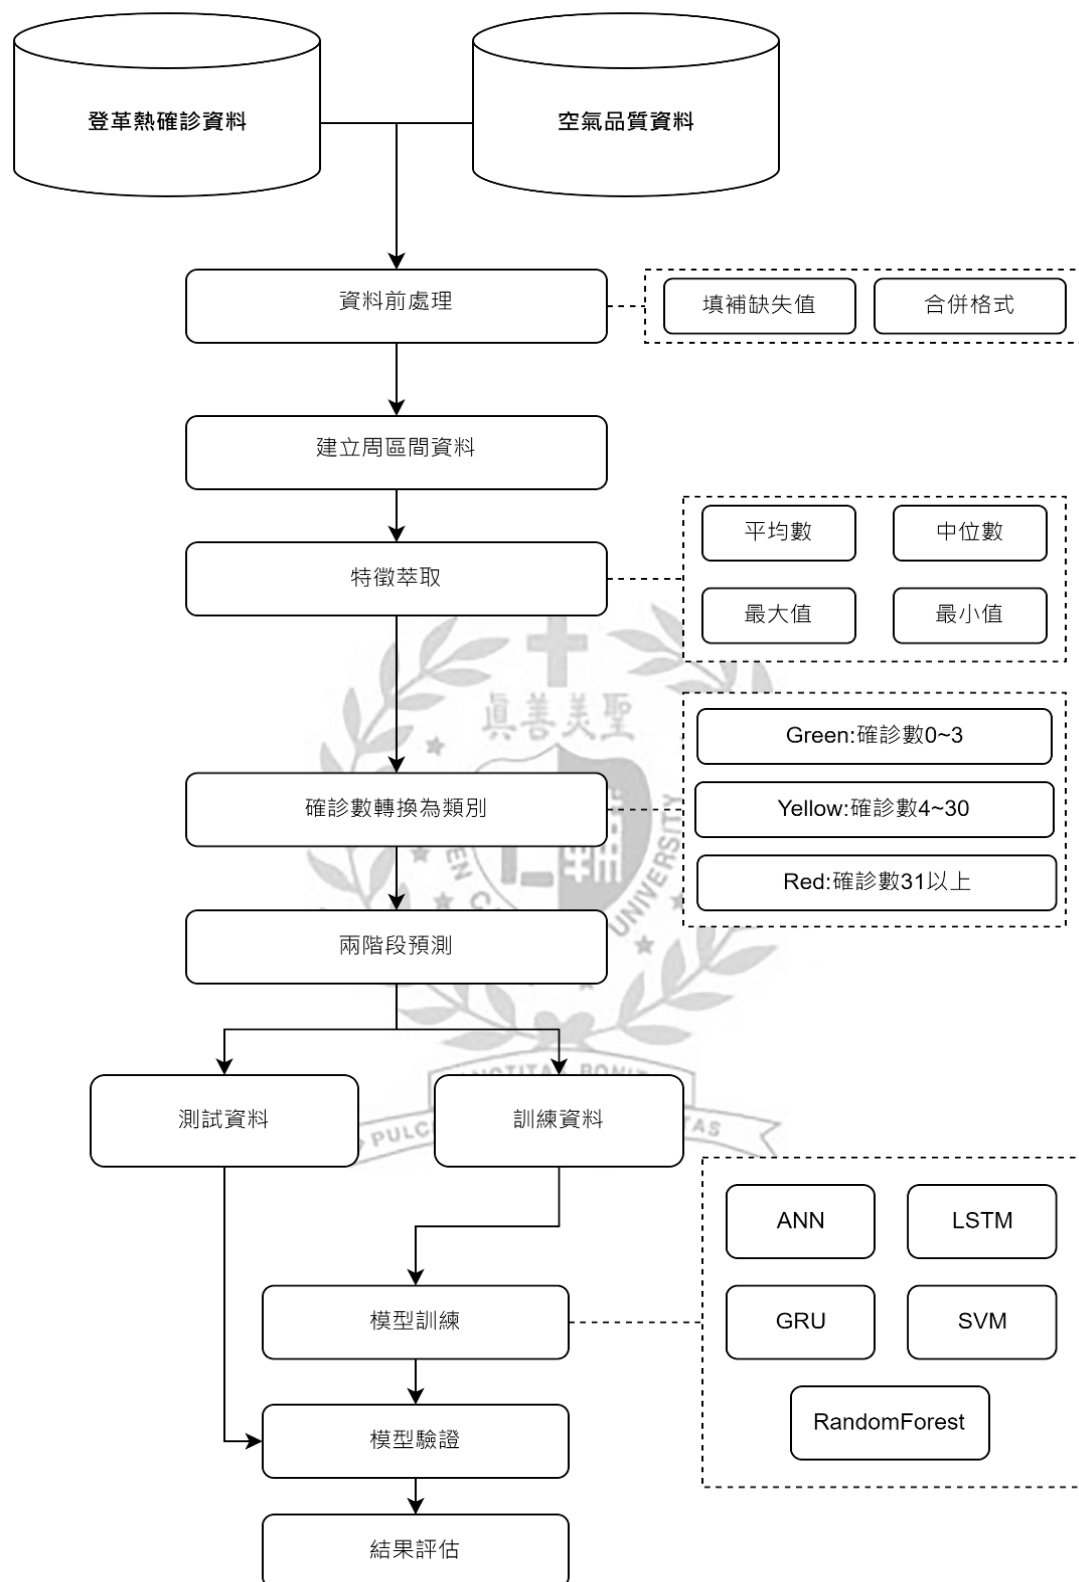 登革熱確診資料
空氣品質資料
資料前處理
填補缺失值
合併格式
建立周區間資料
特徵萃取
平均數
中位數
最大值
最小值
眞善美聖
Green:確診數0~3
Yellow:確診數4~30
Red:確診數31以上
確診數轉換為類別
UNIVERSITY
兩階段預測
測試資料
訓練資料
ANN
LSTM
GRU
SVM
RandomForest
模型訓練
模型驗證
結果評估